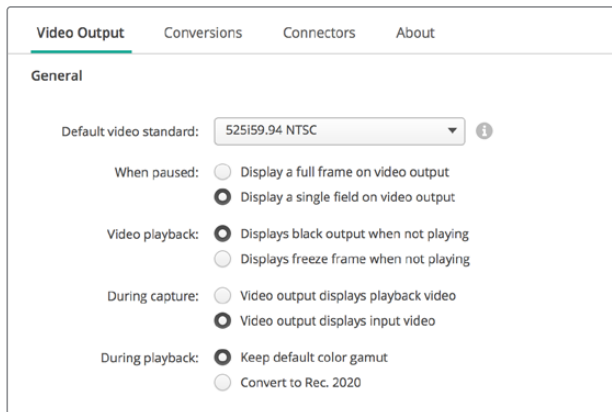 Video Output Conversions Connectors About
General
Default video standard: 525i59.94 NTSC
When paused: Display a full frame on video output
Display a single field on video output
Video playback: Displays black output when not playing
Displays freeze frame when not playing
During capture: Video output displays playback video
Video output displays input video
During playback: Keep default color gamut
Convert to Rec. 2020